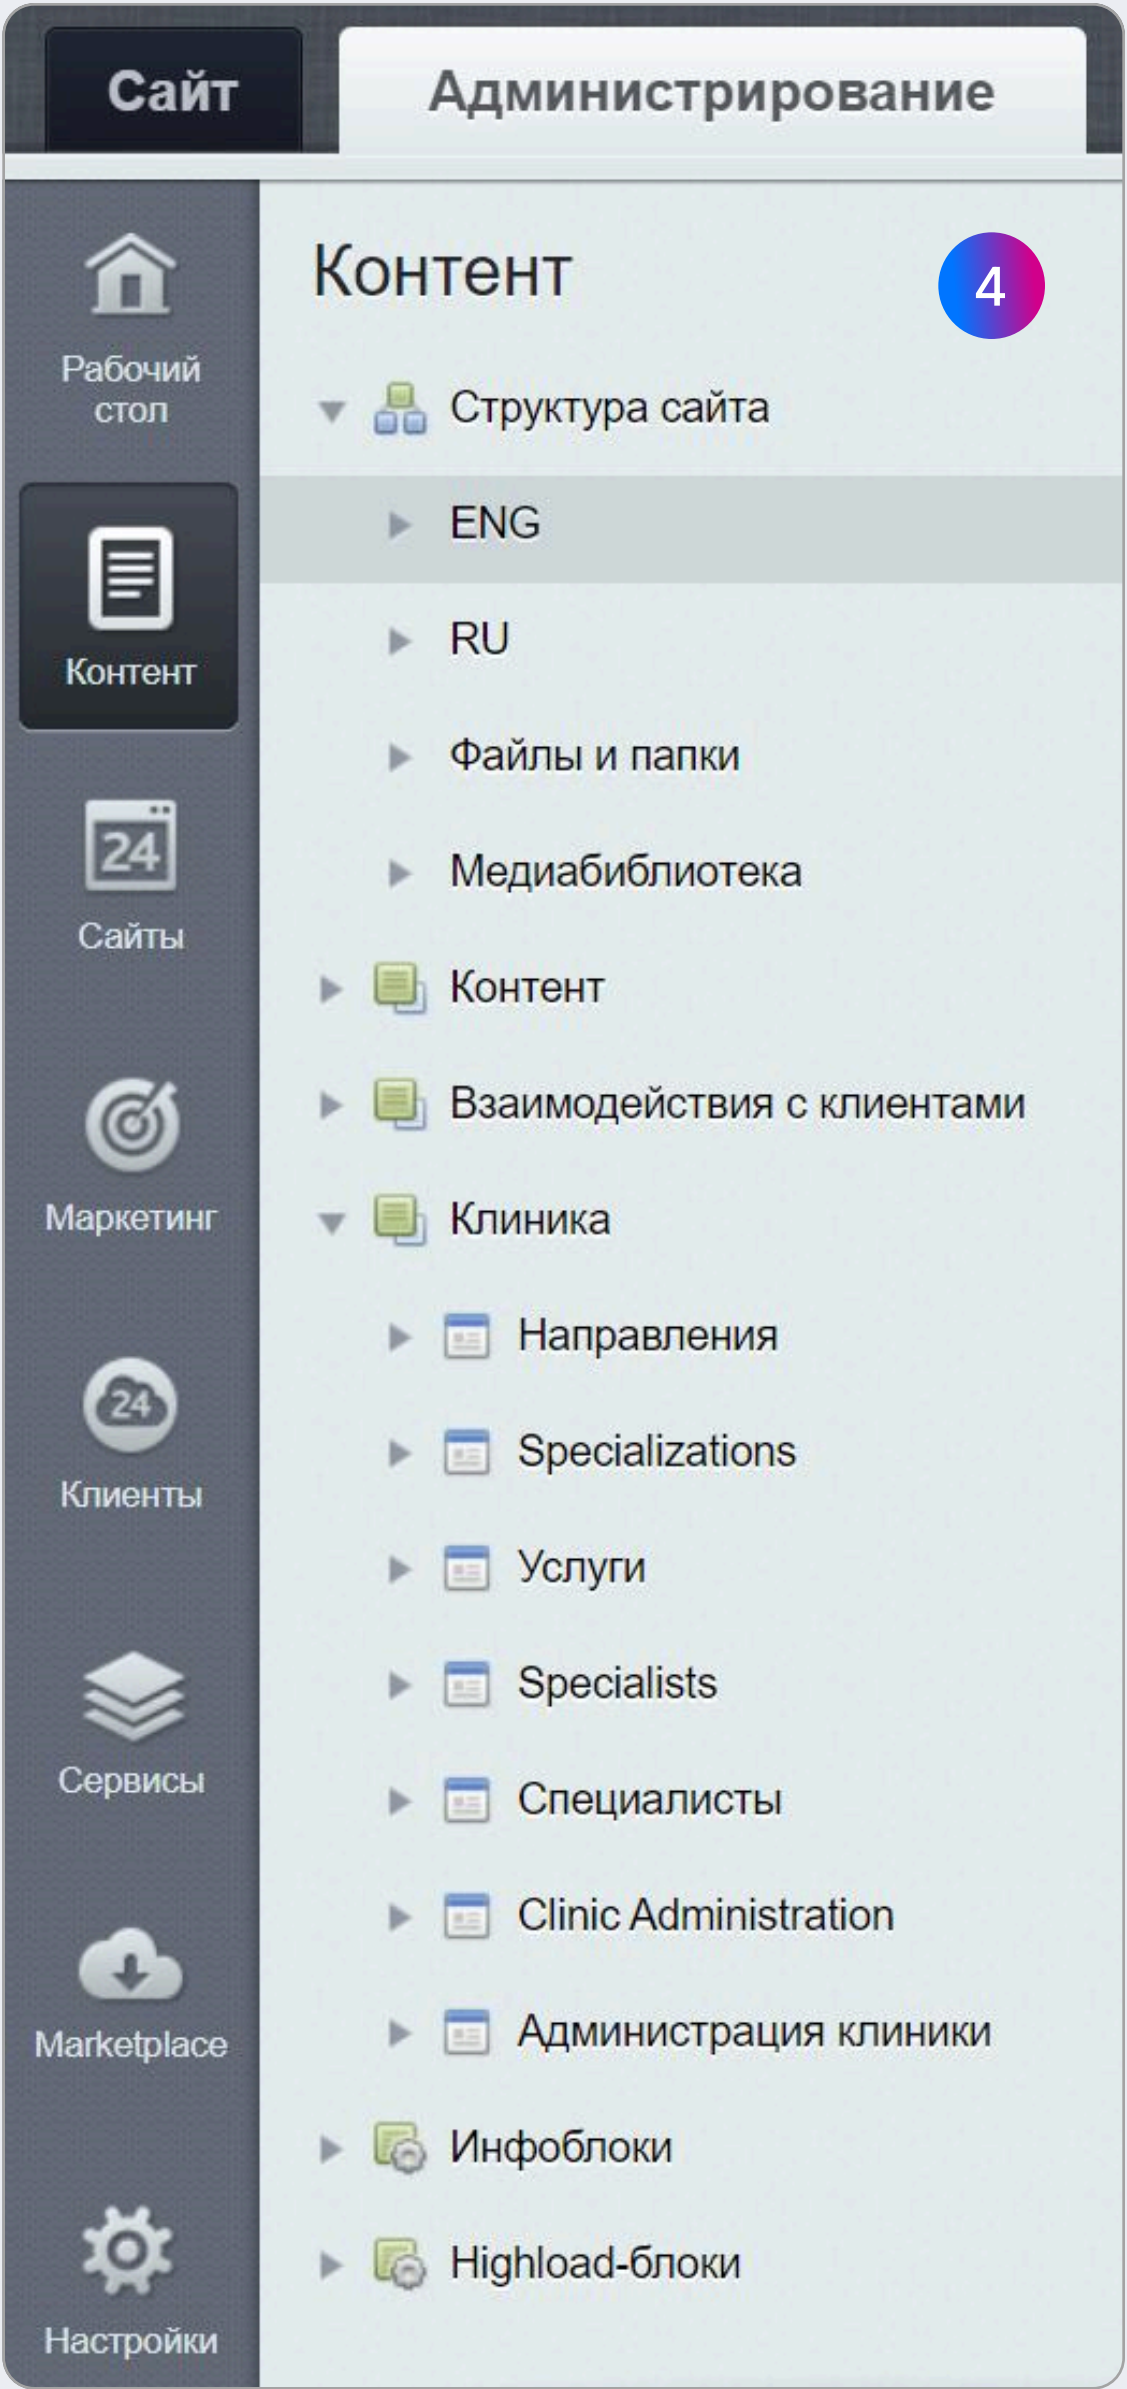 Сайт
Администрирование
Рабочий
стол
Контент
24
Сайты
Маркетинг
24
Клиенты
Сервисы
Marketplace
Настройки
Контент
4
Структура сайта
ENG
RU
Файлы и папки
Медиабиблиотека
Контент
Взаимодействия с клиентами
Клиника
Направления
Specializations
Услуги
Specialists
Специалисты
Clinic Administration
Администрация клиники
Инфоблоки
Highload-блоки